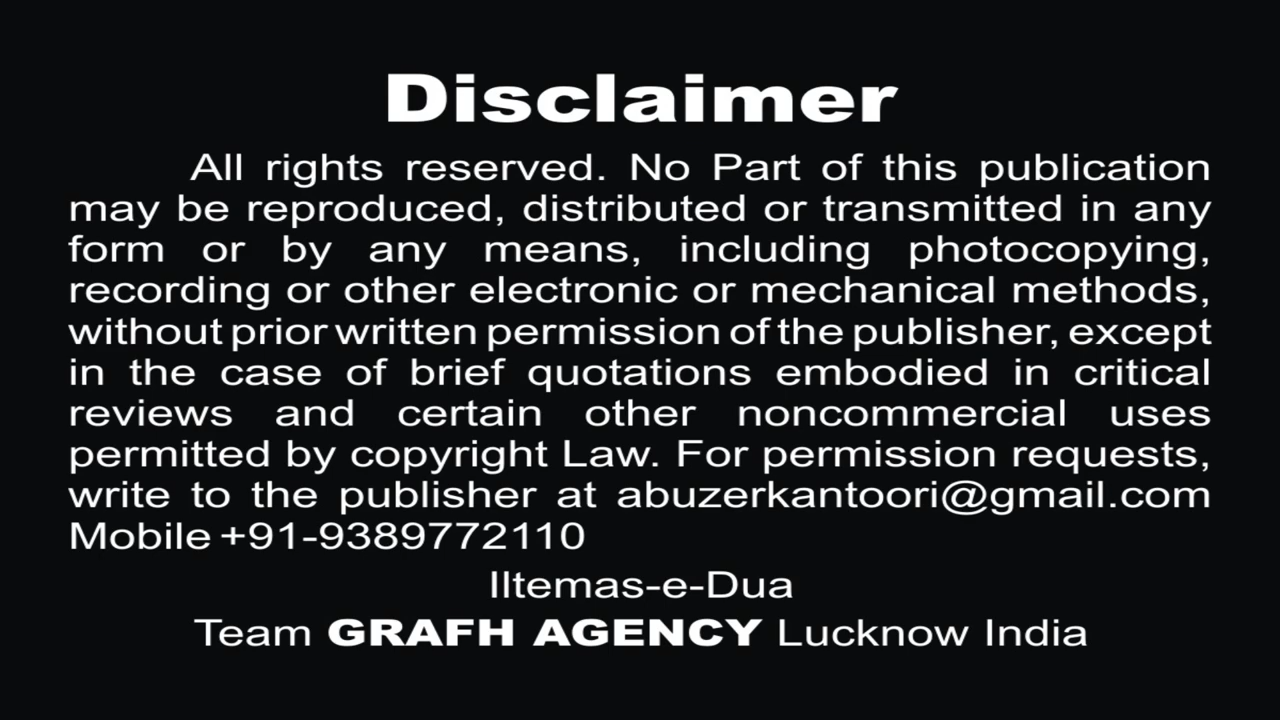 Disclaimer
All rights reserved. No Part of this publication
may be reproduced, distributed or transmitted in any
form or by any means, including photocopying,
recording or other electronic or mechanical methods,
without prior written permission of the publisher, except
in the case of brief quotations embodied in critical
reviews and certain other noncommercial uses
permitted by copyright Law. For permission requests,
write to the publisher at abuzerkantoori@gmail.com
Mobile +91-9389772110
IItemas-e-Dua
Team GRAFH AGENCY Lucknow India